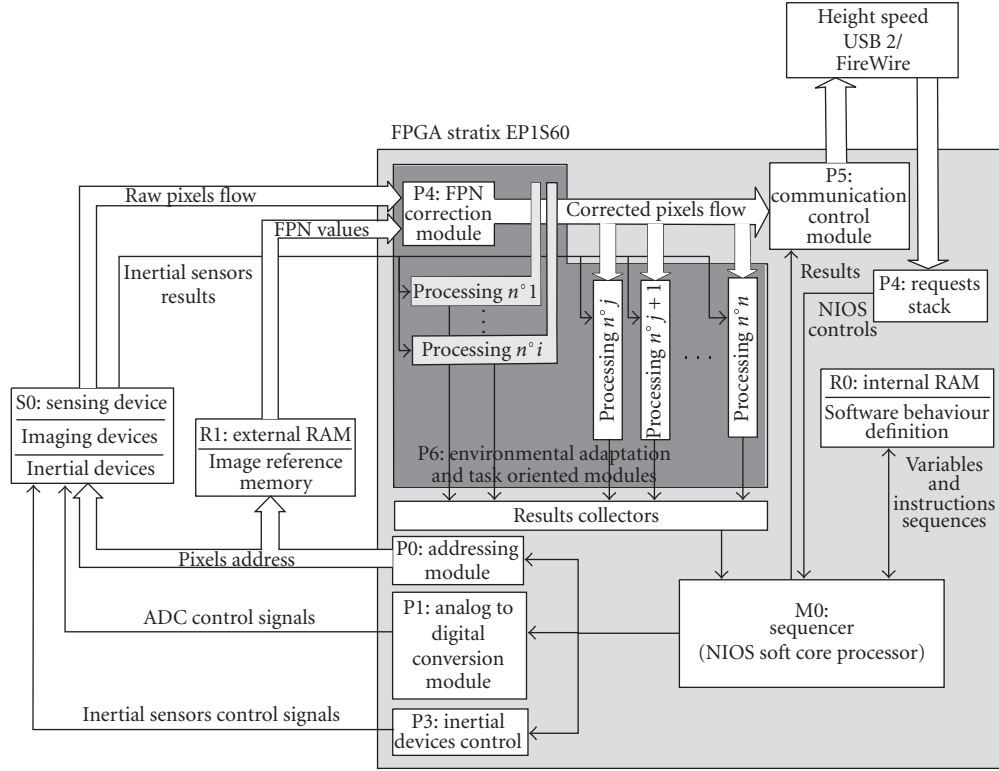 Height speed
USB 2/
FireWire
FPGA stratix EP1S60
Raw pixels flow
P4: FPN
correction
module
Corrected pixels flow
P5:
communication
control
module
FPN values
Inertial sensors
results
Results
P4: requests
stack
NIOS
controls
Processing n°1
Processing n°i
Processing n°j
Processing n°j + 1
. . .
Processing n°n
S0: sensing device
Imaging devices
Inertial devices
R1: external RAM
Image reference
memory
R0: internal RAM
Software behaviour
definition
P6: environmental adaptation
and task oriented modules
Variables
and
instructions
sequences
Results collectors
Pixels address
P0: addressing
module
ADC control signals
P1: analog to
digital
conversion
module
M0:
sequencer
(NIOS soft core processor)
Inertial sensors control signals
P3: inertial
devices control